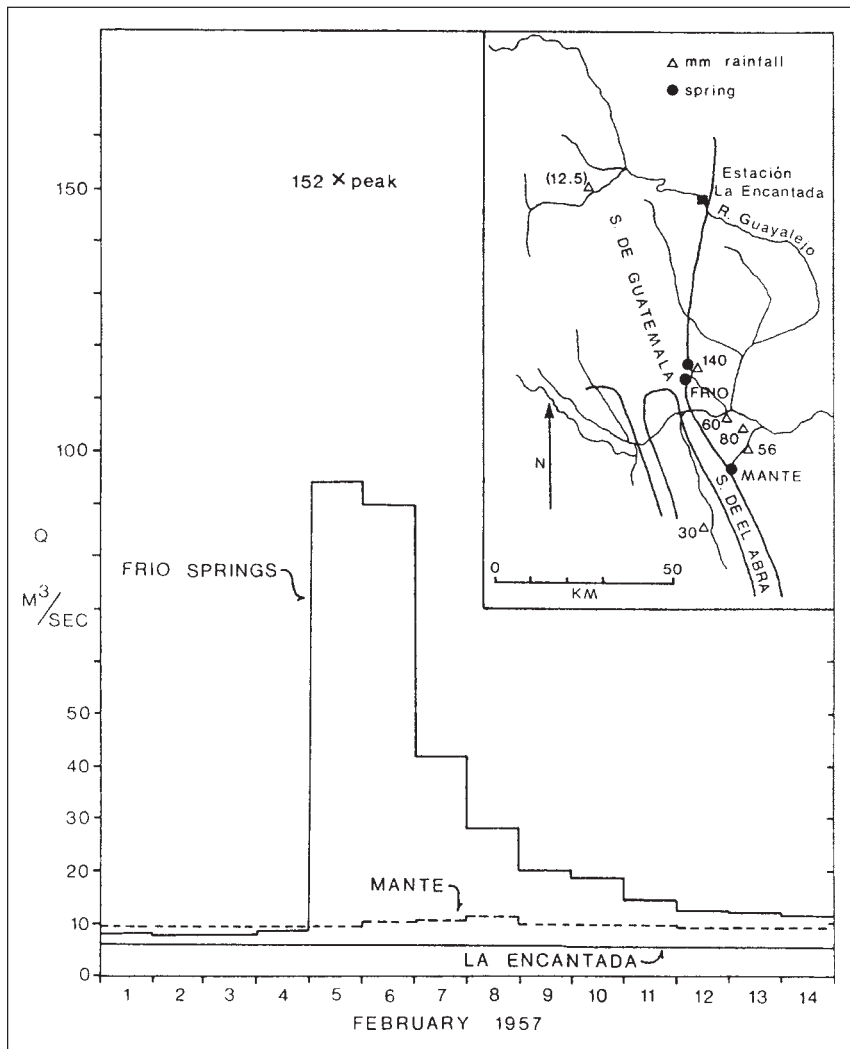 △ mm rainfall
● spring
(12.5)
Estación
La Encantada
R. Guayalejo
S. DE GUATEMALA
140
FRIO
60
80
56
MANTE
30
S. DE EL ABRA
N
0 50
KM
152 × peak
150
100
Q
M³/SEC
50
40
30
20
10
0
FRIO SPRINGS
MANTE
LA ENCANTADA
1 2 3 4 5 6 7 8 9 10 11 12 13 14
FEBRUARY 1957